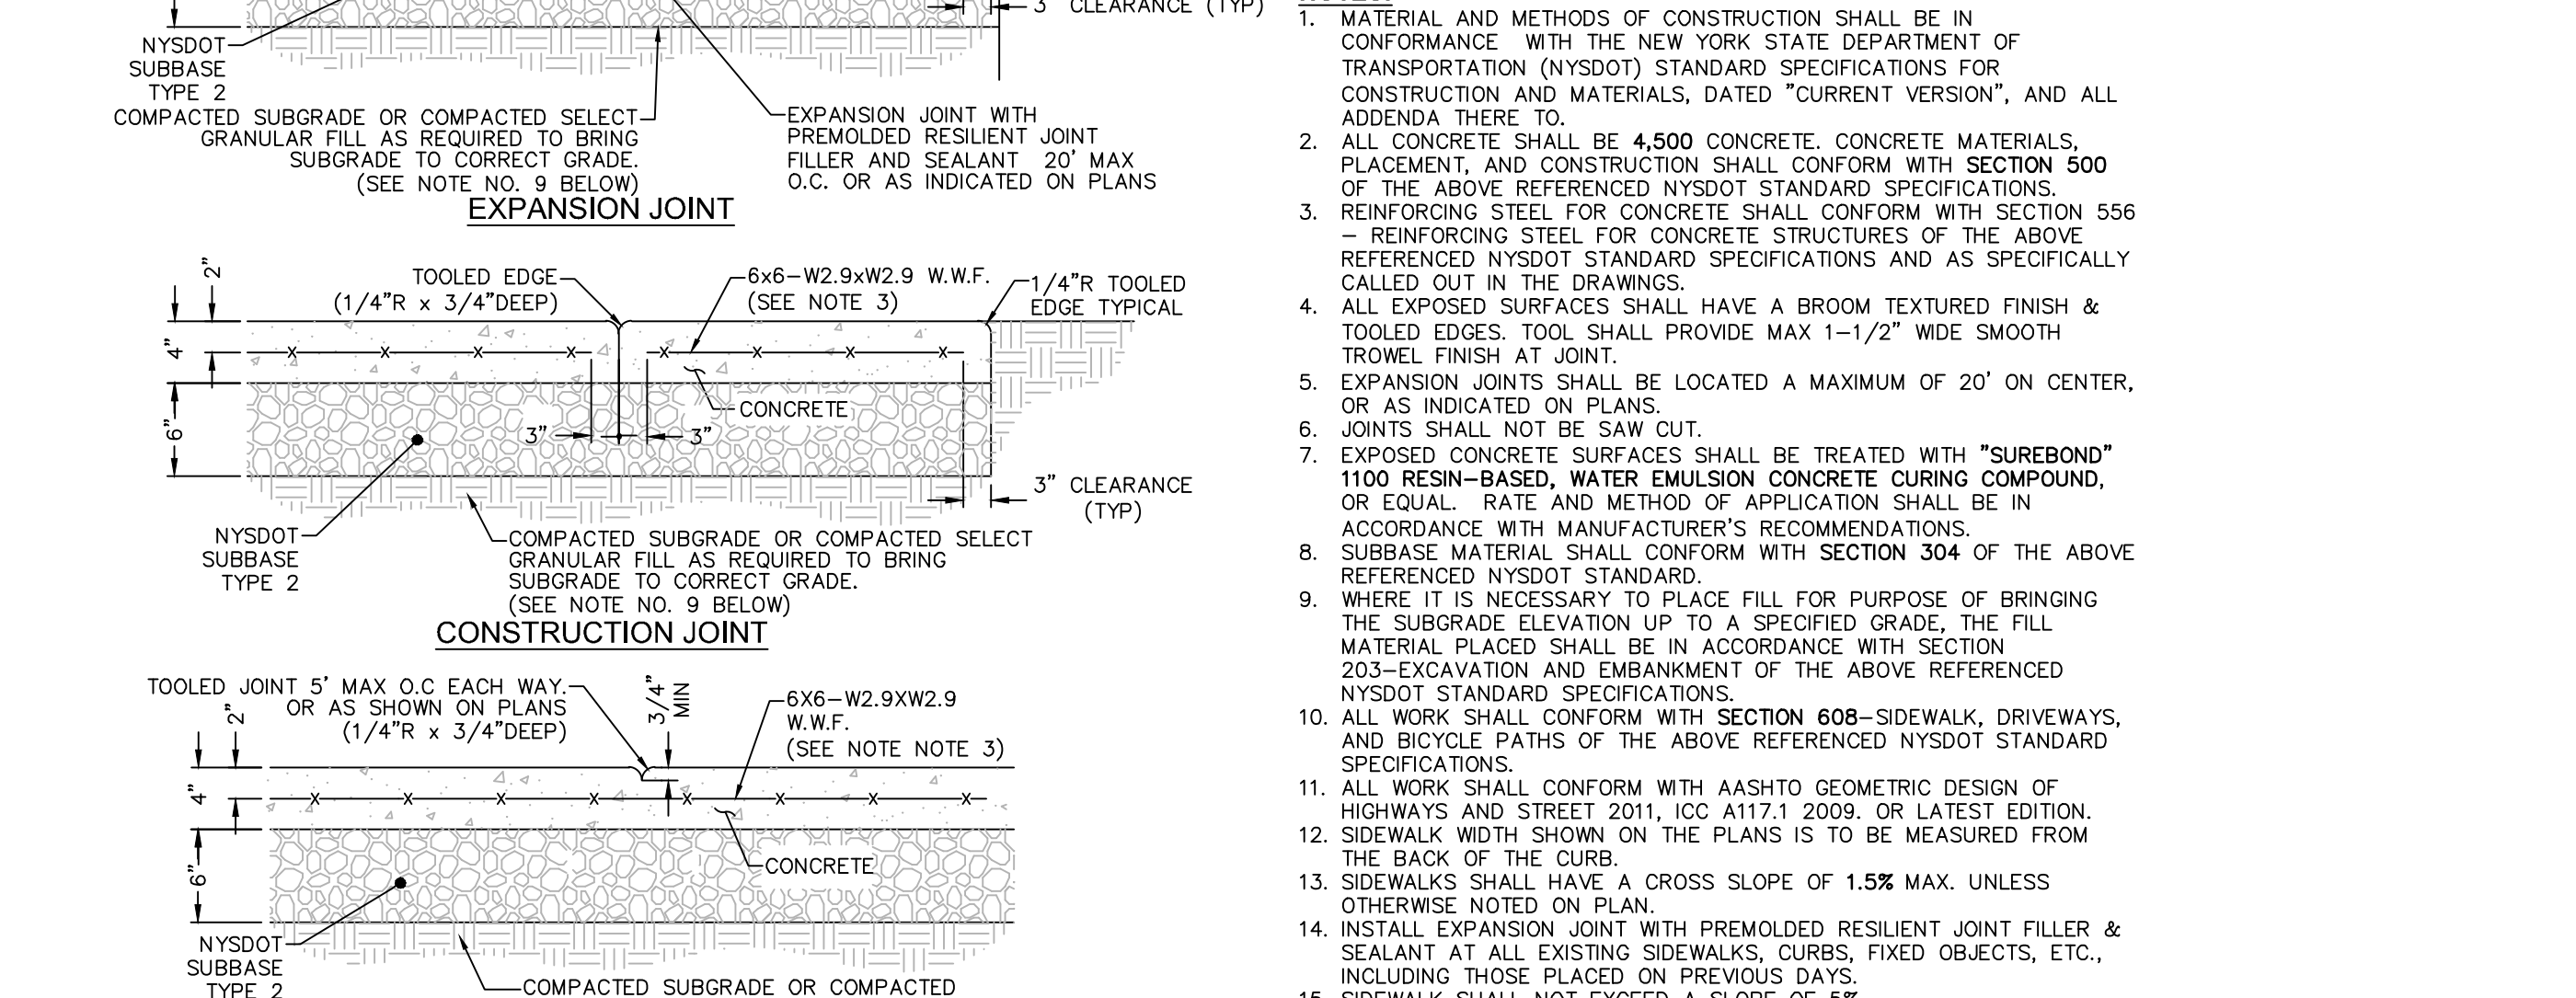 3" CLEARANCE (TYP)
NYSDOT
SUBBASE
TYPE 2
COMPACTED SUBGRADE OR COMPACTED SELECT
GRANULAR FILL AS REQUIRED TO BRING
SUBGRADE TO CORRECT GRADE.
(SEE NOTE NO. 9 BELOW)
EXPANSION JOINT WITH
PREMOLDED RESILIENT JOINT
FILLER AND SEALANT 20' MAX
O.C. OR AS INDICATED ON PLANS
EXPANSION JOINT
2"
4"
6"
TOOLED EDGE
(1/4"R x 3/4"DEEP)
6x6-W2.9xW2.9 W.W.F.
(SEE NOTE 3)
1/4"R TOOLED
EDGE TYPICAL
CONCRETE
3"
3"
3" CLEARANCE
(TYP)
NYSDOT
SUBBASE
TYPE 2
COMPACTED SUBGRADE OR COMPACTED SELECT
GRANULAR FILL AS REQUIRED TO BRING
SUBGRADE TO CORRECT GRADE.
(SEE NOTE NO. 9 BELOW)
CONSTRUCTION JOINT
TOOLED JOINT 5' MAX O.C EACH WAY.
OR AS SHOWN ON PLANS
(1/4"R x 3/4"DEEP)
2"
4"
6"
3/4"
MIN
6X6-W2.9XW2.9
W.W.F.
(SEE NOTE NOTE 3)
CONCRETE
NYSDOT
SUBBASE
TYPE 2
COMPACTED SUBGRADE OR COMPACTED
1. MATERIAL AND METHODS OF CONSTRUCTION SHALL BE IN
CONFORMANCE WITH THE NEW YORK STATE DEPARTMENT OF
TRANSPORTATION (NYSDOT) STANDARD SPECIFICATIONS FOR
CONSTRUCTION AND MATERIALS, DATED "CURRENT VERSION", AND ALL
ADDENDA THERE TO.
2. ALL CONCRETE SHALL BE 4,500 CONCRETE. CONCRETE MATERIALS,
PLACEMENT, AND CONSTRUCTION SHALL CONFORM WITH SECTION 500
OF THE ABOVE REFERENCED NYSDOT STANDARD SPECIFICATIONS.
3. REINFORCING STEEL FOR CONCRETE SHALL CONFORM WITH SECTION 556
– REINFORCING STEEL FOR CONCRETE STRUCTURES OF THE ABOVE
REFERENCED NYSDOT STANDARD SPECIFICATIONS AND AS SPECIFICALLY
CALLED OUT IN THE DRAWINGS.
4. ALL EXPOSED SURFACES SHALL HAVE A BROOM TEXTURED FINISH &
TOOLED EDGES. TOOL SHALL PROVIDE MAX 1-1/2" WIDE SMOOTH
TROWEL FINISH AT JOINT.
5. EXPANSION JOINTS SHALL BE LOCATED A MAXIMUM OF 20' ON CENTER,
OR AS INDICATED ON PLANS.
6. JOINTS SHALL NOT BE SAW CUT.
7. EXPOSED CONCRETE SURFACES SHALL BE TREATED WITH "SUREBOND"
1100 RESIN-BASED, WATER EMULSION CONCRETE CURING COMPOUND,
OR EQUAL. RATE AND METHOD OF APPLICATION SHALL BE IN
ACCORDANCE WITH MANUFACTURER'S RECOMMENDATIONS.
8. SUBBASE MATERIAL SHALL CONFORM WITH SECTION 304 OF THE ABOVE
REFERENCED NYSDOT STANDARD.
9. WHERE IT IS NECESSARY TO PLACE FILL FOR PURPOSE OF BRINGING
THE SUBGRADE ELEVATION UP TO A SPECIFIED GRADE, THE FILL
MATERIAL PLACED SHALL BE IN ACCORDANCE WITH SECTION
203-EXCAVATION AND EMBANKMENT OF THE ABOVE REFERENCED
NYSDOT STANDARD SPECIFICATIONS.
10. ALL WORK SHALL CONFORM WITH SECTION 608-SIDEWALK, DRIVEWAYS,
AND BICYCLE PATHS OF THE ABOVE REFERENCED NYSDOT STANDARD
SPECIFICATIONS.
11. ALL WORK SHALL CONFORM WITH AASHTO GEOMETRIC DESIGN OF
HIGHWAYS AND STREET 2011, ICC A117.1 2009. OR LATEST EDITION.
12. SIDEWALK WIDTH SHOWN ON THE PLANS IS TO BE MEASURED FROM
THE BACK OF THE CURB.
13. SIDEWALKS SHALL HAVE A CROSS SLOPE OF 1.5% MAX. UNLESS
OTHERWISE NOTED ON PLAN.
14. INSTALL EXPANSION JOINT WITH PREMOLDED RESILIENT JOINT FILLER &
SEALANT AT ALL EXISTING SIDEWALKS, CURBS, FIXED OBJECTS, ETC.,
INCLUDING THOSE PLACED ON PREVIOUS DAYS.
15. SIDEWALK SHALL NOT EXCEED A SLOPE OF 5%